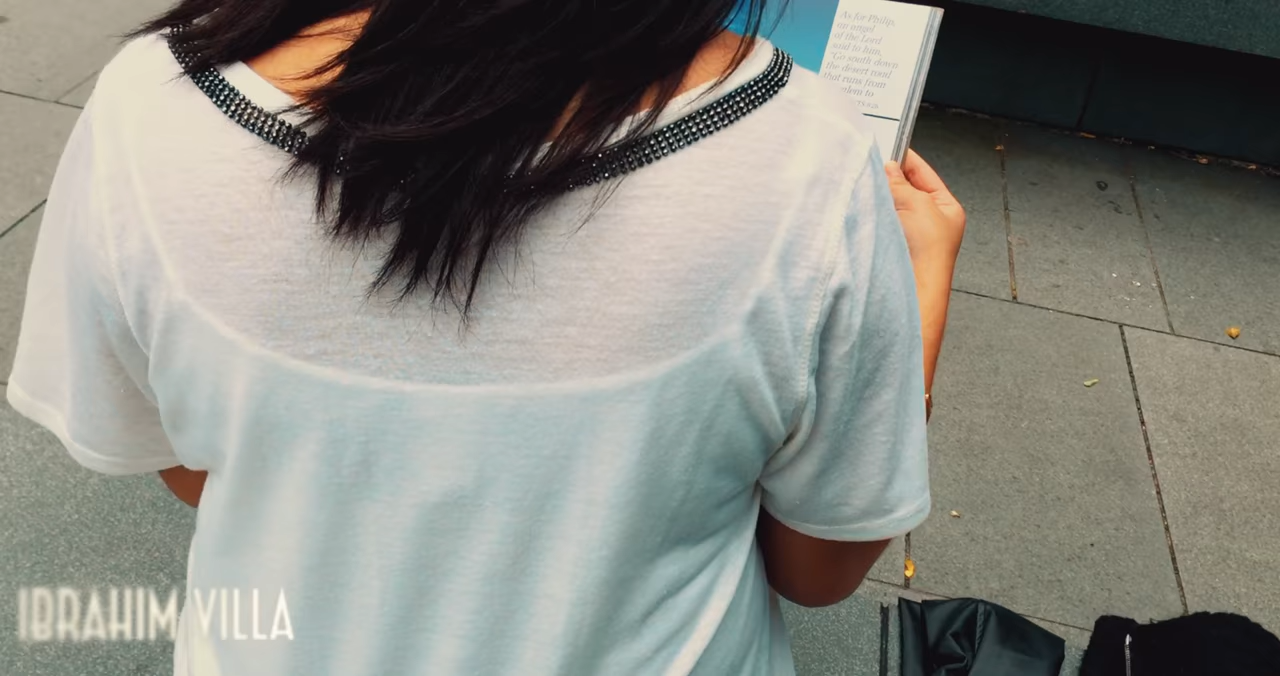 As for Philip,
an angel
of the Lord
said to him,
"Go south down
the desert road
that runs from
IBRAHIM VILLA